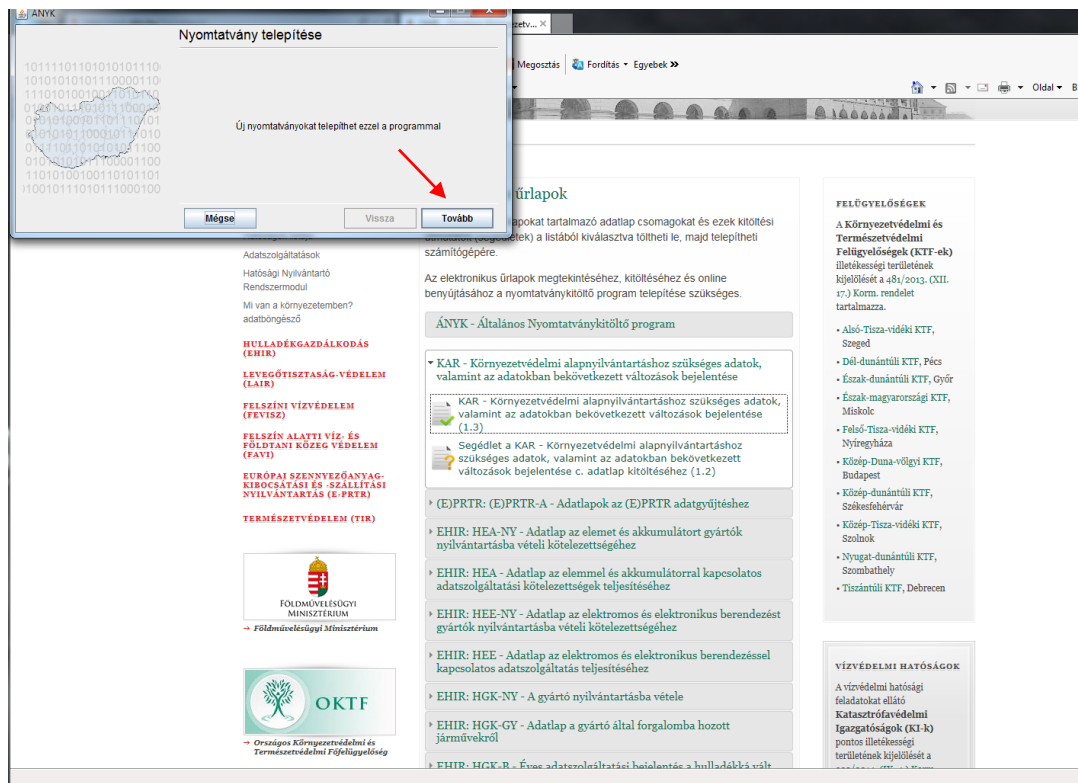 ANYK
Nyomtatvány telepítése
Új nyomtatványokat telepíthet ezzel a programmal
Mégse
Vissza
Tovább
Megosztás
Fordítás
Egyebek
Oldal
űrlapok
apokat tartalmazó adatlap csomagokat és ezek kitöltési
a listából kiválasztva töltheti le, majd telepítheti
számítógépére.
Az elektronikus űrlapok megtekintéséhez, kitöltéséhez és online
benyújtásához a nyomtatványkitöltő program telepítése szükséges.
ÁNYK - Általános Nyomtatványkitöltő program
KAR - Környezetvédelmi alapnyilvántartáshoz szükséges adatok,
valamint az adatokban bekövetkezett változások bejelentése
KAR - Környezetvédelmi alapnyilvántartáshoz szükséges adatok,
valamint az adatokban bekövetkezett változások bejelentése
(1.3)
Segédlet a KAR - Környezetvédelmi alapnyilvántartáshoz
szükséges adatok, valamint az adatokban bekövetkezett
változások bejelentése c. adatlap kitöltéséhez (1.2)
(E)PRTR: (E)PRTR-A - Adatlapok az (E)PRTR adatgyűjtéshez
EHIR: HEA-NY - Adatlap az elemet és akkumulátort gyártók
nyilvántartásba vételi kötelezettségéhez
EHIR: HEA - Adatlap az elemmel és akkumulátorral kapcsolatos
adatszolgáltatási kötelezettségek teljesítéséhez
EHIR: HEE-NY - Adatlap az elektromos és elektronikus berendezést
gyártók nyilvántartásba vételi kötelezettségéhez
EHIR: HEE - Adatlap az elektromos és elektronikus berendezéssel
kapcsolatos adatszolgáltatás teljesítéséhez
EHIR: HGK-NY - A gyártó nyilvántartásba vétele
EHIR: HGK-GY - Adatlap a gyártó által forgalomba hozott
járművekről
EHIR: HGK-B - Éves adatszolgáltatási bejelentés a hulladékká vált
Adatszolgáltatások
Hatósági Nyilvántartó
Rendszermodul
Mi van a környezetemben?
adatböngésző
HULLADÉKGAZDÁLKODÁS
(EHIR)
LEVEGŐTISZTASÁG-VÉDELEM
(LAIR)
FELSZÍNI VÍZVÉDELEM
(FEVISZ)
FELSZÍN ALATTI VÍZ- ÉS
FÖLDTANI KÖZEG VÉDELEM
(FAVI)
EURÓPAI SZENNYEZŐANYAG-
KIBOCSÁTÁSI ÉS -SZÁLLÍTÁSI
NYILVÁNTARTÁS (E-PRTR)
TERMÉSZETVÉDELEM (TIR)
FÖLDMŰVELÉSÜGYI
MINISZTÉRIUM
→ Földművelésügyi Minisztérium
OKTF
→ Országos Környezetvédelmi és
Természetvédelmi Főfelügyelőség
FELÜGYELŐSÉGEK
A Környezetvédelmi és
Természetvédelmi
Felügyelőségek (KTF-ek)
illetékességi területének
kijelölését a 481/2013. (XII.
17.) Korm. rendelet
tartalmazza.
• Alsó-Tisza-vidéki KTF,
Szeged
• Dél-dunántúli KTF, Pécs
• Észak-dunántúli KTF, Győr
• Észak-magyarországi KTF,
Miskolc
• Felső-Tisza-vidéki KTF,
Nyíregyháza
• Közép-Duna-völgyi KTF,
Budapest
• Közép-dunántúli KTF,
Székesfehérvár
• Közép-Tisza-vidéki KTF,
Szolnok
• Nyugat-dunántúli KTF,
Szombathely
• Tiszántúli KTF, Debrecen
VÍZVÉDELMI HATÓSÁGOK
A vízvédelmi hatósági
feladatokat ellátó
Katasztrófavédelmi
Igazgatóságok (KI-k)
pontos illetékességi
területének kijelölését a